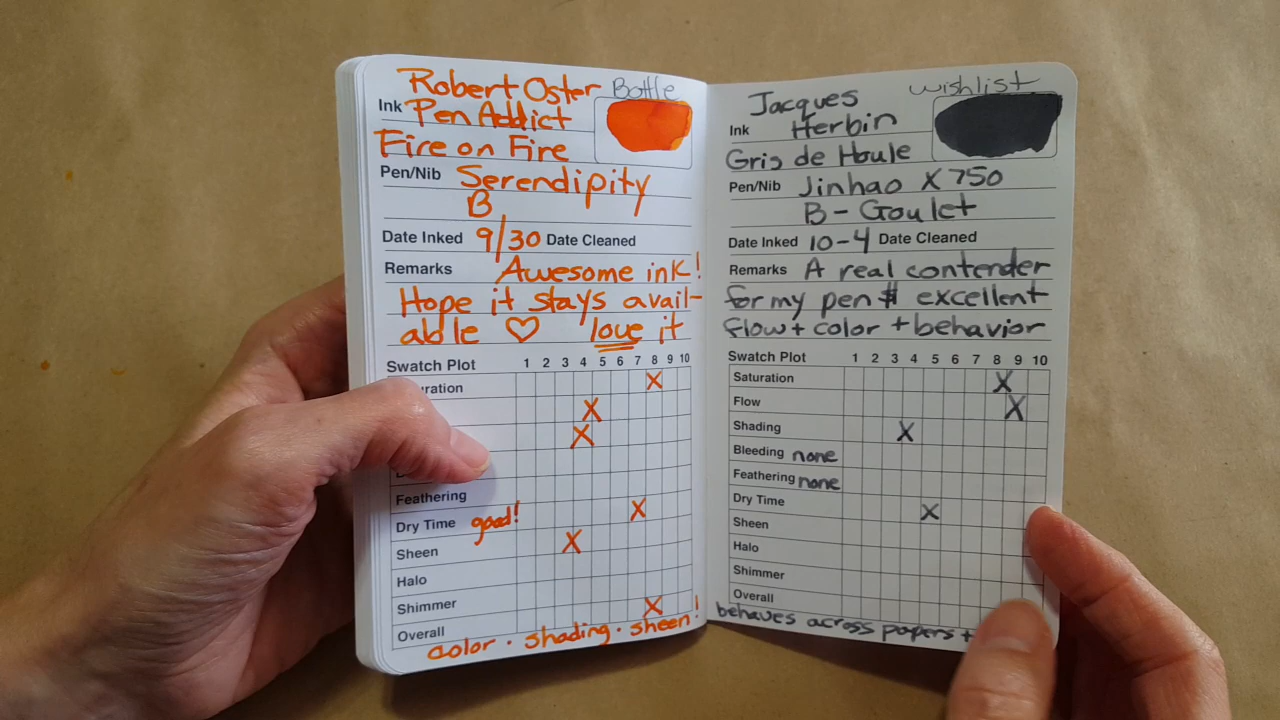 Robert Oster Bottle
Ink Pen Addict
Fire on Fire
Pen/Nib Serendipity
B
Date Inked 9/30 Date Cleaned
Remarks Awesome ink!
Hope it stays avail-
able ♡ love it
Swatch Plot 1 2 3 4 5 6 7 8 9 10
uration X
X
X
Feathering
Dry Time good! X
Sheen X
Halo
Shimmer X
Overall
color · shading · sheen!
Jacques wishlist
Ink Herbin
Gris de Houle
Pen/Nib Jinhao X750
B - Goulet
Date Inked 10-4 Date Cleaned
Remarks A real contender
for my pen # excellent
flow + color + behavior
Swatch Plot 1 2 3 4 5 6 7 8 9 10
Saturation X
Flow X
Shading X
Bleeding none
Feathering none
Dry Time X
Sheen
Halo
Shimmer
Overall
behaves across papers +